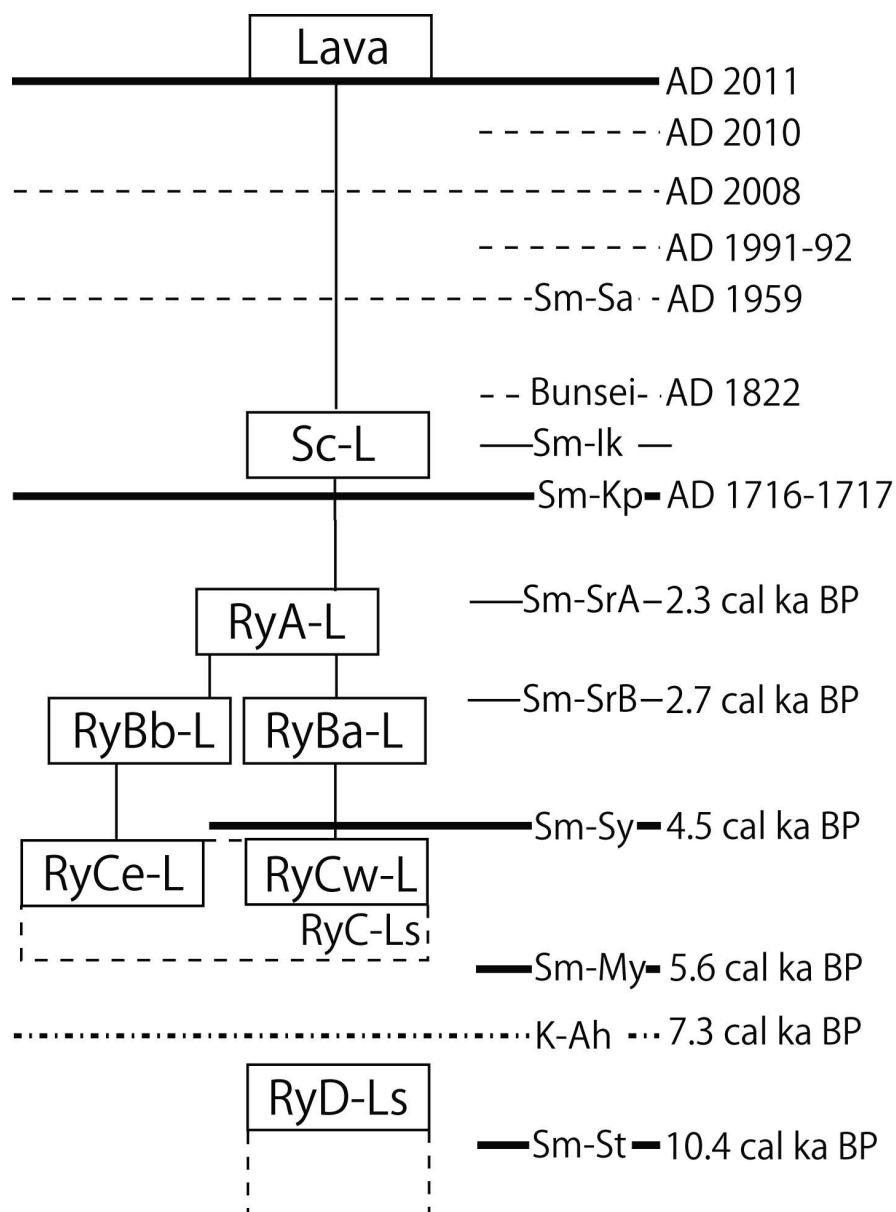 Lava
AD 2011
AD 2010
AD 2008
AD 1991-92
Sm-Sa AD 1959
Bunsei AD 1822
Sc-L
Sm-Ik
Sm-Kp AD 1716-1717
RyA-L
Sm-SrA 2.3 cal ka BP
RyBb-L RyBa-L
Sm-SrB 2.7 cal ka BP
Sm-Sy 4.5 cal ka BP
RyCe-L RyCw-L
RyC-Ls
Sm-My 5.6 cal ka BP
K-Ah 7.3 cal ka BP
RyD-Ls
Sm-St 10.4 cal ka BP